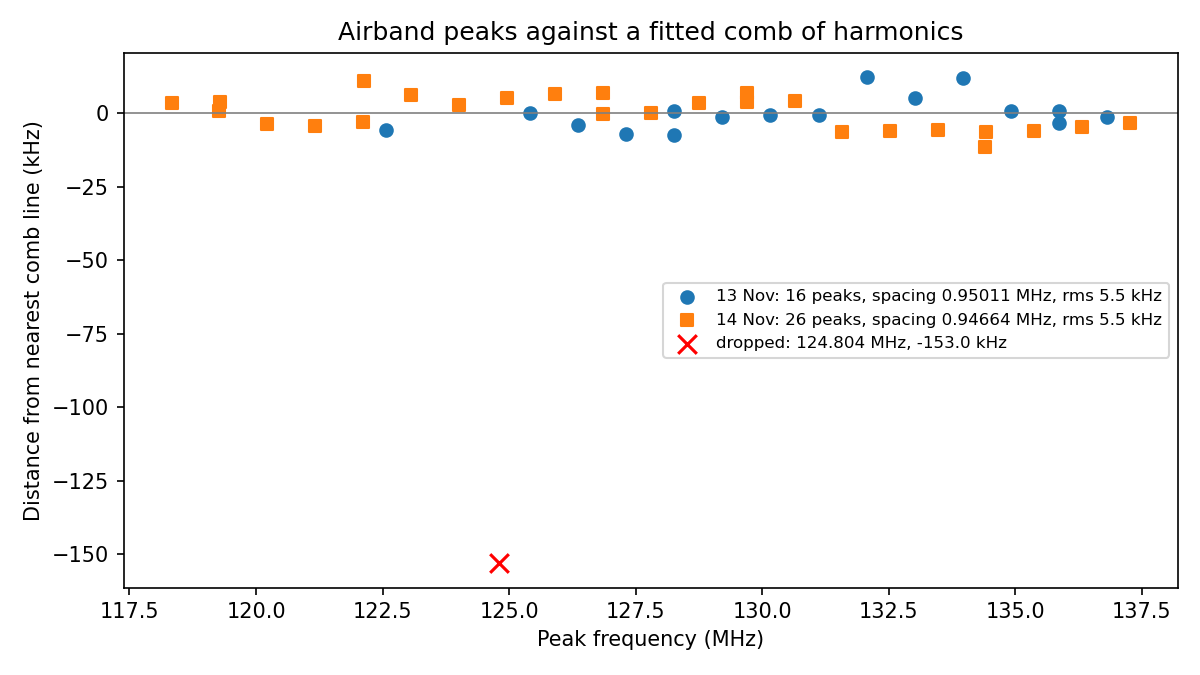 Airband peaks against a fitted comb of harmonics
Distance from nearest comb line (kHz)
0
−25
−50
−75
−100
−125
−150
13 Nov: 16 peaks, spacing 0.95011 MHz, rms 5.5 kHz
14 Nov: 26 peaks, spacing 0.94664 MHz, rms 5.5 kHz
dropped: 124.804 MHz, -153.0 kHz
117.5 120.0 122.5 125.0 127.5 130.0 132.5 135.0 137.5
Peak frequency (MHz)